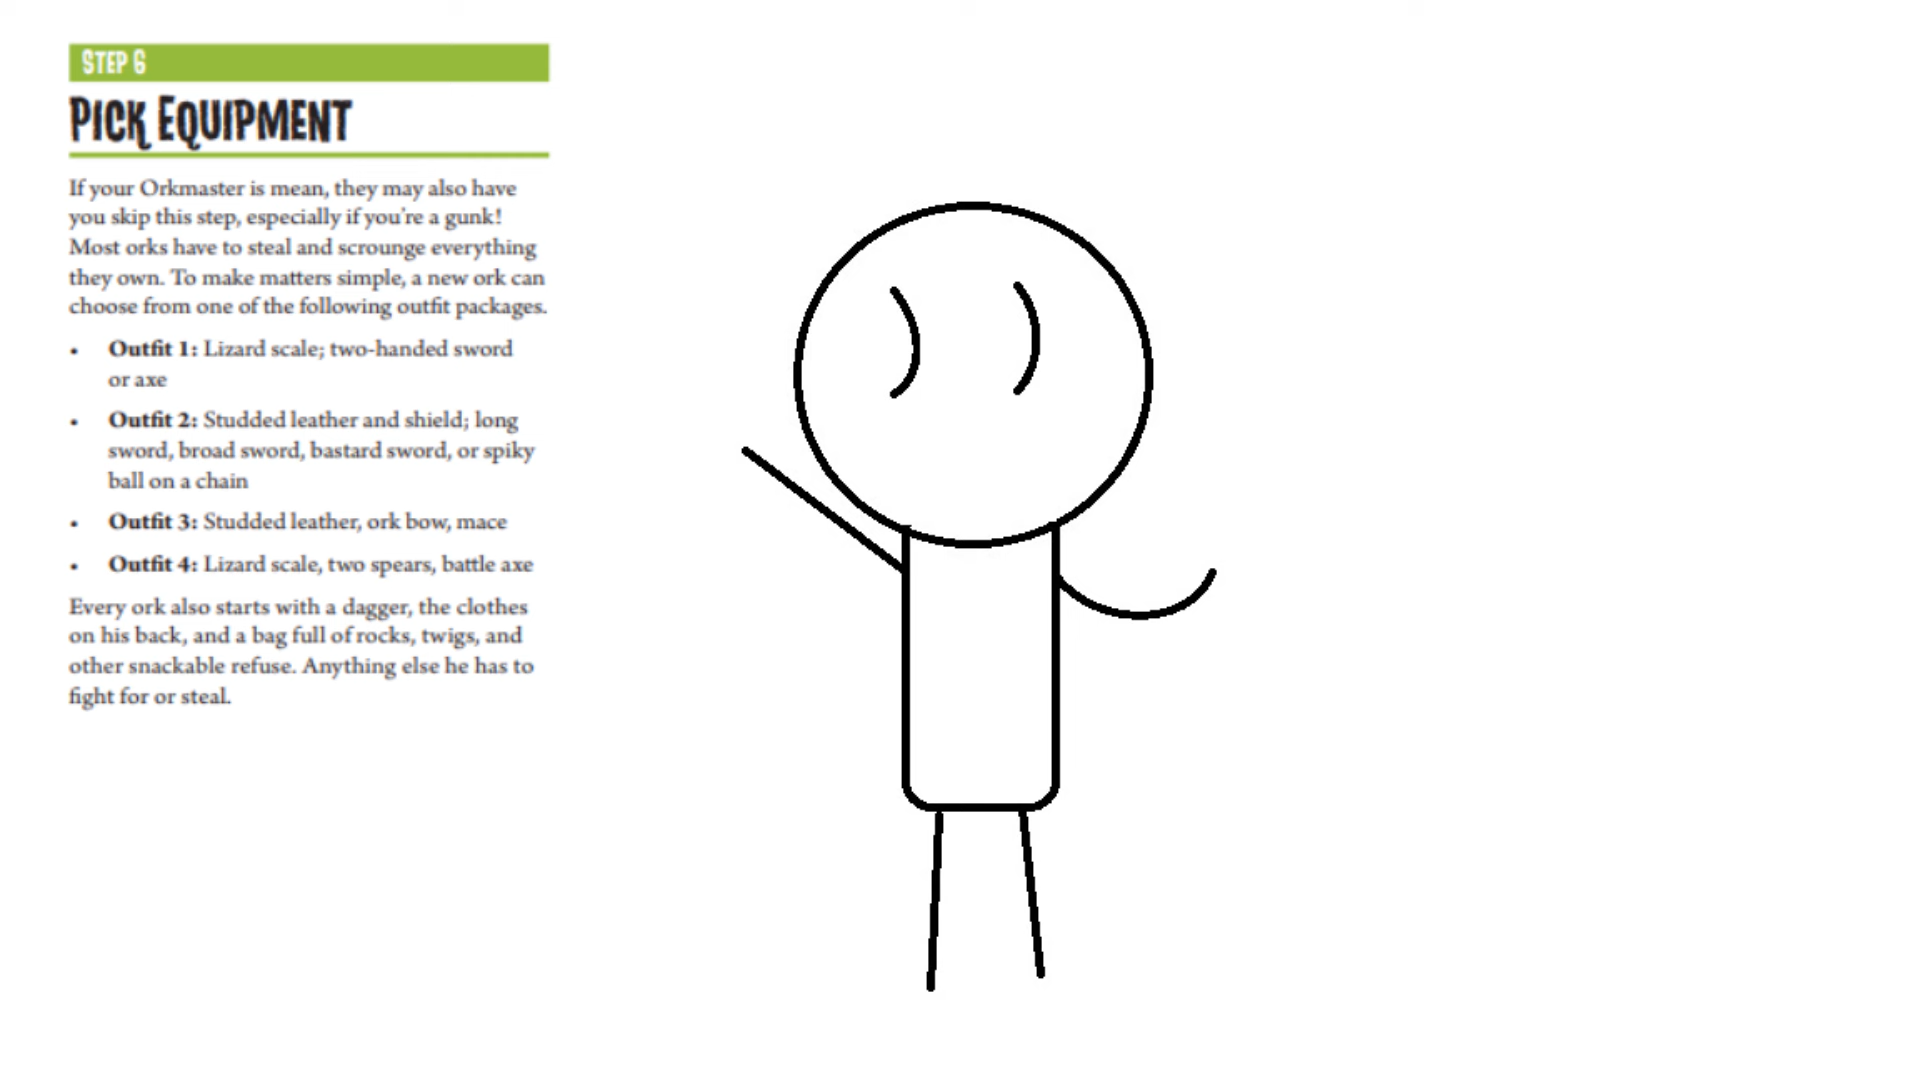 STEP 6
PICK EQUIPMENT
If your Orkmaster is mean, they may also have
you skip this step, especially if you're a gunk!
Most orks have to steal and scrounge everything
they own. To make matters simple, a new ork can
choose from one of the following outfit packages.
• Outfit 1: Lizard scale; two-handed sword
or axe
• Outfit 2: Studded leather and shield; long
sword, broad sword, bastard sword, or spiky
ball on a chain
• Outfit 3: Studded leather, ork bow, mace
• Outfit 4: Lizard scale, two spears, battle axe
Every ork also starts with a dagger, the clothes
on his back, and a bag full of rocks, twigs, and
other snackable refuse. Anything else he has to
fight for or steal.